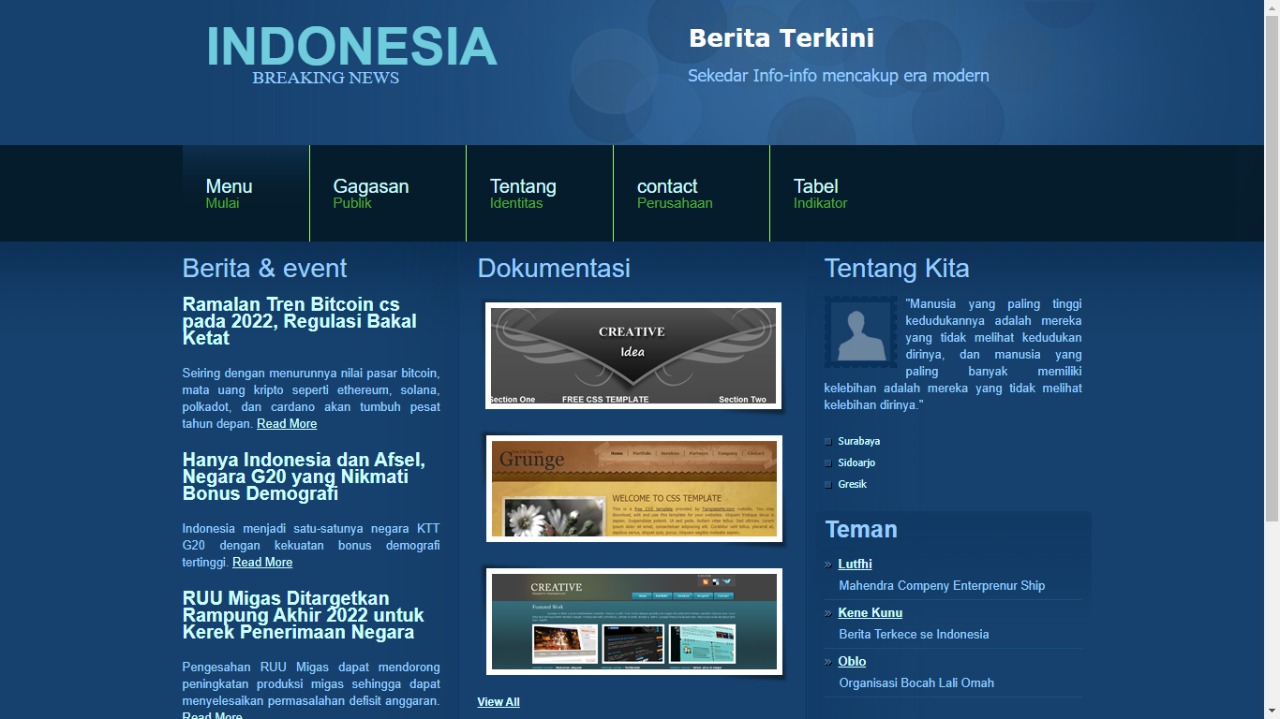 INDONESIA
BREAKING NEWS
Berita Terkini
Sekedar Info-info mencakup era modern
Menu
Mulai
Gagasan
Publik
Tentang
Identitas
contact
Perusahaan
Tabel
Indikator
Berita & event
Ramalan Tren Bitcoin cs
pada 2022, Regulasi Bakal
Ketat
Seiring dengan menurunnya nilai pasar bitcoin,
mata uang kripto seperti ethereum, solana,
polkadot, dan cardano akan tumbuh pesat
tahun depan. Read More
Hanya Indonesia dan Afsel,
Negara G20 yang Nikmati
Bonus Demografi
Indonesia menjadi satu-satunya negara KTT
G20 dengan kekuatan bonus demografi
tertinggi. Read More
RUU Migas Ditargetkan
Rampung Akhir 2022 untuk
Kerek Penerimaan Negara
Pengesahan RUU Migas dapat mendorong
peningkatan produksi migas sehingga dapat
menyelesaikan permasalahan defisit anggaran.
Read More
Dokumentasi
CREATIVE
Idea
Section One
FREE CSS TEMPLATE
Section Two
Grunge
Home
Portfolio
Services
Partners
Company
Contact
WELCOME TO CSS TEMPLATE
CREATIVE
Featured Work
View All
Tentang Kita
"Manusia yang paling tinggi
kedudukannya adalah mereka
yang tidak melihat kedudukan
dirinya, dan manusia yang
paling banyak memiliki
kelebihan adalah mereka yang tidak melihat
kelebihan dirinya."
Surabaya
Sidoarjo
Gresik
Teman
» Lutfhi
Mahendra Compeny Enterprenur Ship
» Kene Kunu
Berita Terkece se Indonesia
» Oblo
Organisasi Bocah Lali Omah